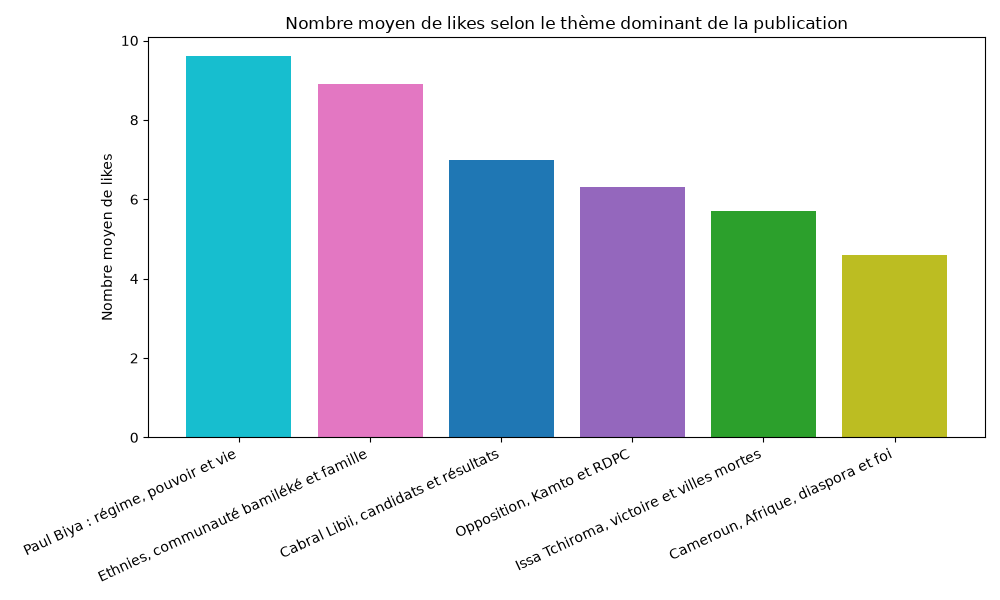 Nombre moyen de likes selon le thème dominant de la publication
Nombre moyen de likes
10
8
6
4
2
0
Paul Biya : régime, pouvoir et vie
Ethnies, communauté bamiléké et famille
Cabral Libii, candidats et résultats
Opposition, Kamto et RDPC
Issa Tchiroma, victoire et villes mortes
Cameroun, Afrique, diaspora et foi